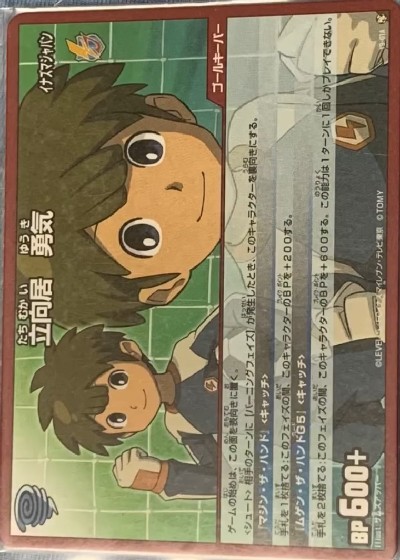 イナズマジャパン
たちむかい ゆうき
立向居 勇気
ゴールキーパー
ゲームの始めは、この面を表向きに置く。
<シュート>相手のターンに【バーニングフェイズ】が発生したとき、このキャラクターを裏向きにする。
「マジン・ザ・ハンド」<キャッチ>
手札を1枚捨てる:このフェイズの間、このキャラクターのBPを+200する。
「ムゲン・ザ・ハンドG5」<キャッチ>
手札を2枚捨てる:このフェイズの間、このキャラクターのBPを+600する。この能力は1ターンに1回しかプレイできない。
BP 600+
©LEVEL-5/ イレブン・テレビ東京 ©TOMY